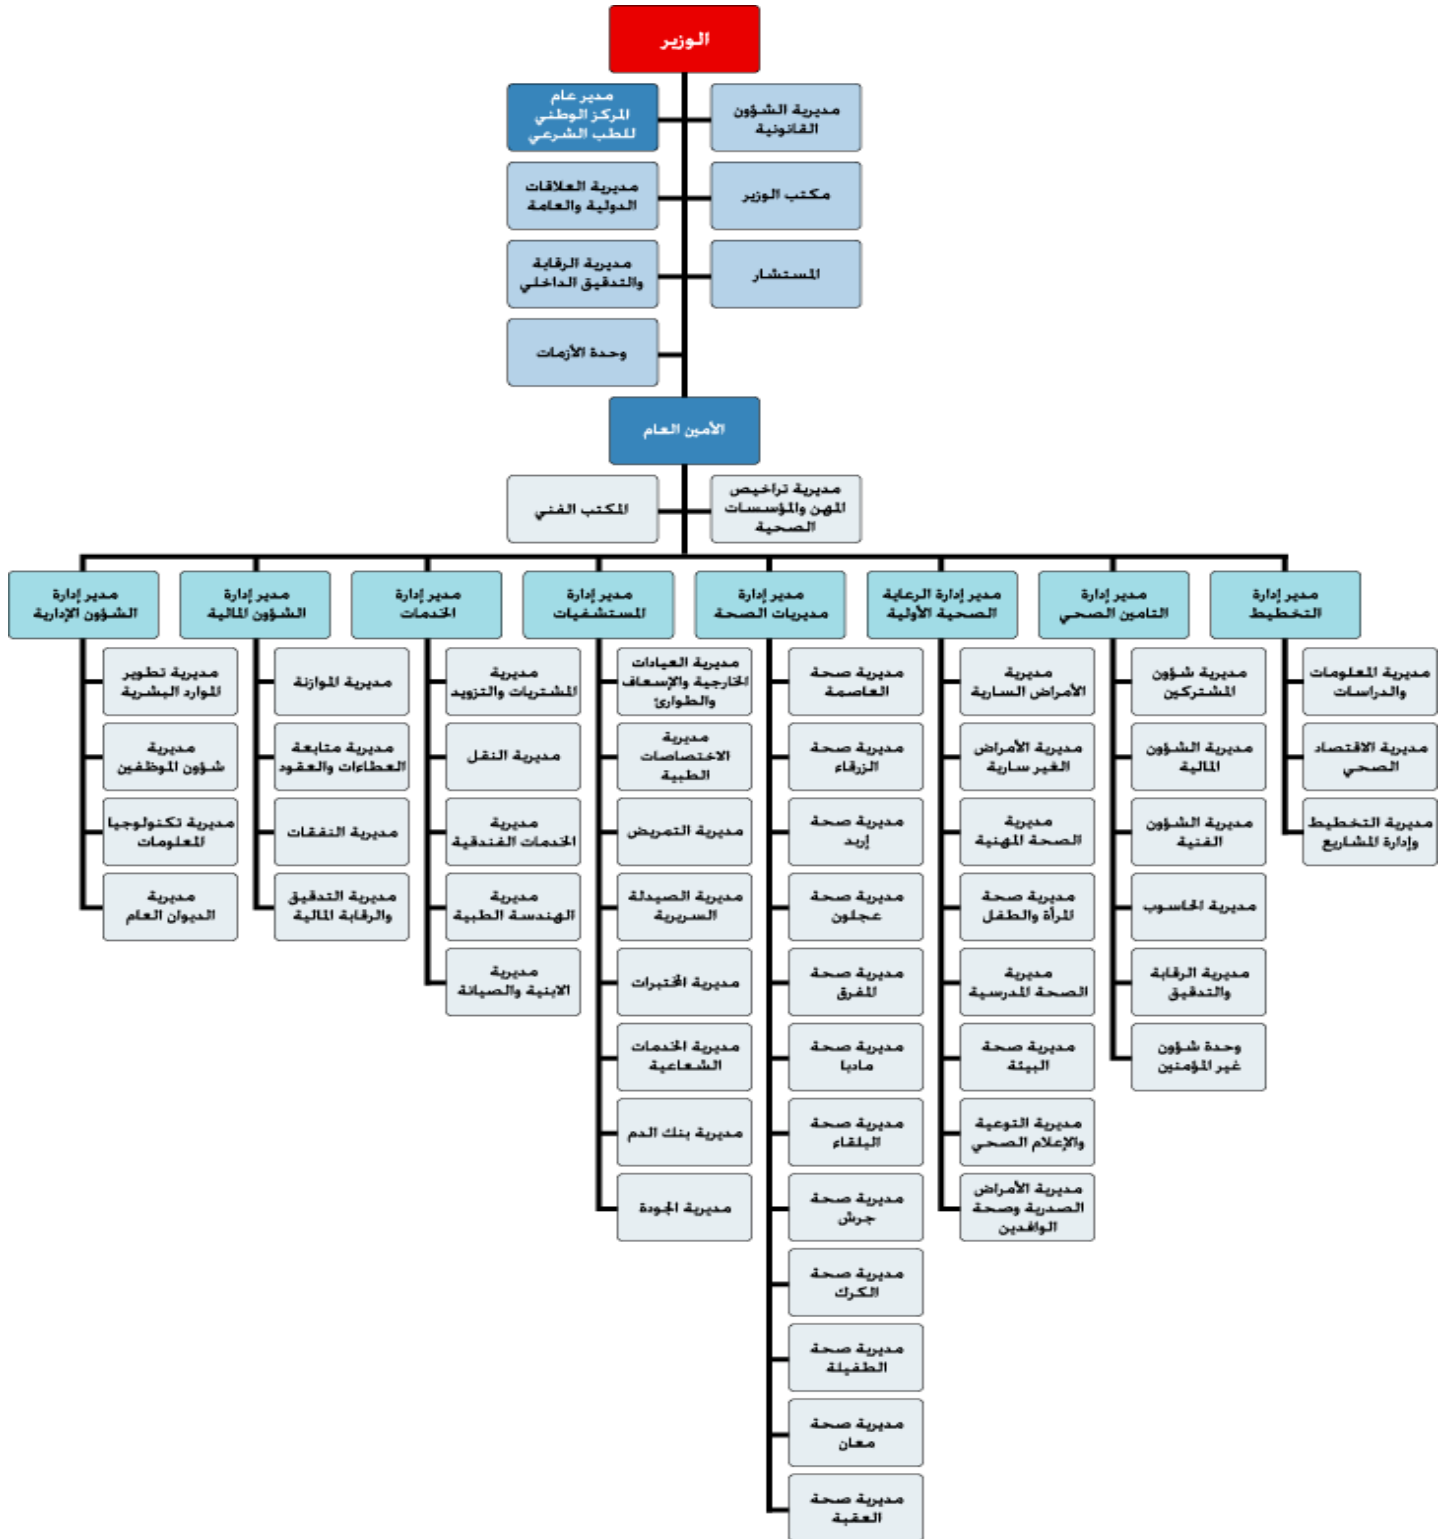 الوزير
مديرية الشؤون
القانونية
مدير عام
المركز الوطني
للطب الشرعي
مكتب الوزير
مديرية العلاقات
الدولية والعامة
المستشار
مديرية الرقابة
والتدقيق الداخلي
وحدة الأزمات
الأمين العام
مديرية تراخيص
المهن والمؤسسات
الصحية
المكتب الفني
مدير إدارة
التخطيط
مديرية المعلومات
والدراسات
مديرية الاقتصاد
الصحي
مديرية التخطيط
وإدارة المشاريع
مدير إدارة
التامين الصحي
مديرية شؤون
المشتركين
مديرية الشؤون
المالية
مديرية الشؤون
الفنية
مديرية الحاسوب
مديرية الرقابة
والتدقيق
وحدة شؤون
غير المؤمنين
مدير إدارة الرعاية
الصحية الأولية
مديرية
الأمراض السارية
مديرية الأمراض
الغير سارية
مديرية
الصحة المهنية
مديرية صحة
المرأة والطفل
مديرية
الصحة المدرسية
مديرية صحة
البيئة
مديرية التوعية
والإعلام الصحي
مديرية الأمراض
الصدرية وصحة
الوافدين
مدير إدارة
مديريات الصحة
مديرية صحة
العاصمة
مديرية صحة
الزرقاء
مديرية صحة
إربد
مديرية صحة
عجلون
مديرية صحة
المفرق
مديرية صحة
مادبا
مديرية صحة
البلقاء
مديرية صحة
جرش
مديرية صحة
الكرك
مديرية صحة
الطفيلة
مديرية صحة
معان
مديرية صحة
العقبة
مدير إدارة
المستشفيات
مديرية العيادات
الخارجية والإسعاف
والطوارئ
مديرية
الاختصاصات
الطبية
مديرية التمريض
مديرية الصيدلة
السريرية
مديرية المختبرات
مديرية الخدمات
الشعاعية
مديرية بنك الدم
مديرية الجودة
مدير إدارة
الخدمات
مديرية
المشتريات والتزويد
مديرية النقل
مديرية
الخدمات الفندقية
مديرية
الهندسة الطبية
مديرية
الابنية والصيانة
مدير إدارة
الشؤون المالية
مديرية الموازنة
مديرية متابعة
العطاءات والعقود
مديرية النفقات
مديرية التدقيق
والرقابة المالية
مدير إدارة
الشؤون الإدارية
مديرية تطوير
الموارد البشرية
مديرية
شؤون الموظفين
مديرية تكنولوجيا
المعلومات
مديرية
الديوان العام